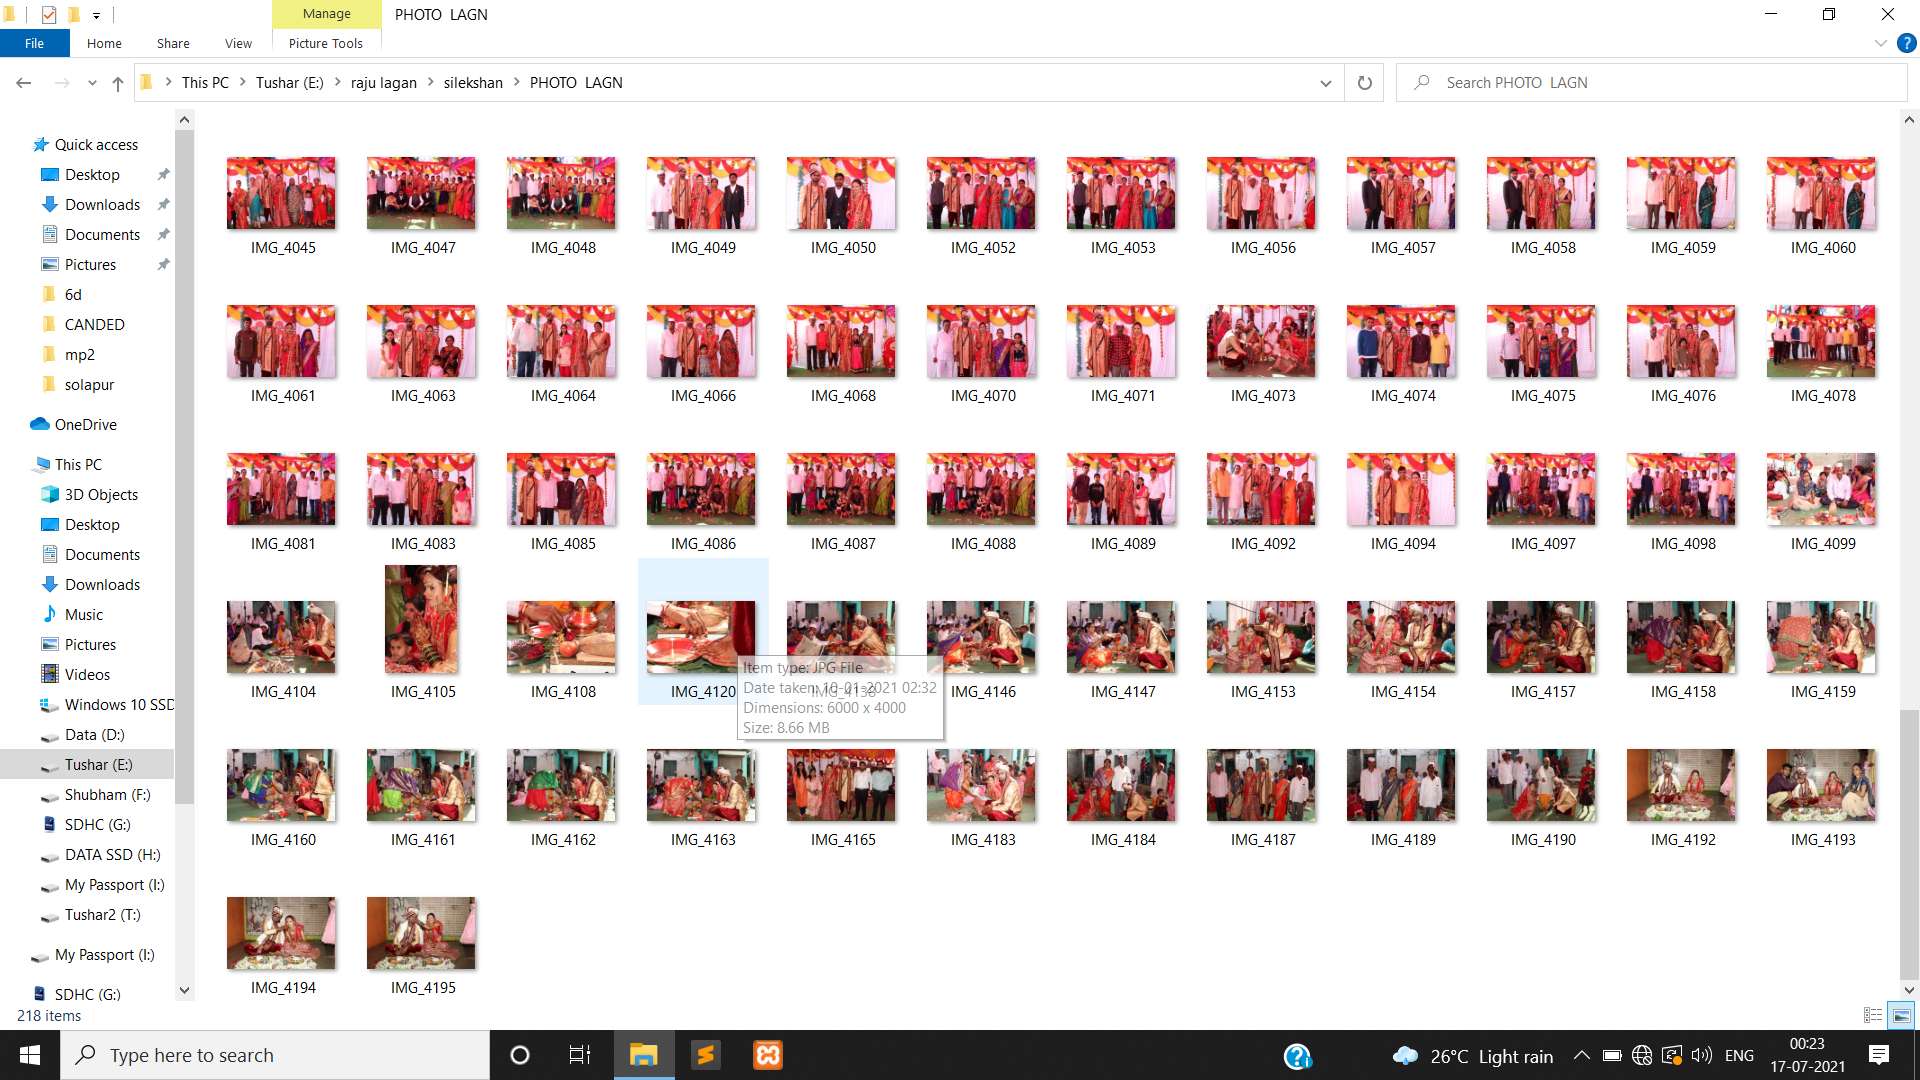 Manage
PHOTO  LAGN
File
Home
Share
View
Picture Tools
This PC
Tushar (E:)
raju lagan
silekshan
PHOTO  LAGN
Search PHOTO  LAGN
Quick access
Desktop
Downloads
Documents
Pictures
6d
CANDED
mp2
solapur
OneDrive
This PC
3D Objects
Desktop
Documents
Downloads
Music
Pictures
Videos
Windows 10 SSD
Data (D:)
Tushar (E:)
Shubham (F:)
SDHC (G:)
DATA SSD (H:)
My Passport (I:)
Tushar2 (T:)
My Passport (I:)
SDHC (G:)
IMG_4045 IMG_4047 IMG_4048 IMG_4049 IMG_4050 IMG_4052 IMG_4053 IMG_4056 IMG_4057 IMG_4058 IMG_4059 IMG_4060
IMG_4061 IMG_4063 IMG_4064 IMG_4066 IMG_4068 IMG_4070 IMG_4071 IMG_4073 IMG_4074 IMG_4075 IMG_4076 IMG_4078
IMG_4081 IMG_4083 IMG_4085 IMG_4086 IMG_4087 IMG_4088 IMG_4089 IMG_4092 IMG_4094 IMG_4097 IMG_4098 IMG_4099
IMG_4104 IMG_4105 IMG_4108 IMG_4120 IMG_4146 IMG_4147 IMG_4153 IMG_4154 IMG_4157 IMG_4158 IMG_4159
Item type: JPG File
Date taken: 10-01-2021 02:32
Dimensions: 6000 x 4000
Size: 8.66 MB
IMG_4160 IMG_4161 IMG_4162 IMG_4163 IMG_4165 IMG_4183 IMG_4184 IMG_4187 IMG_4189 IMG_4190 IMG_4192 IMG_4193
IMG_4194 IMG_4195
218 items
Type here to search
26°C Light rain
ENG
00:23
17-07-2021